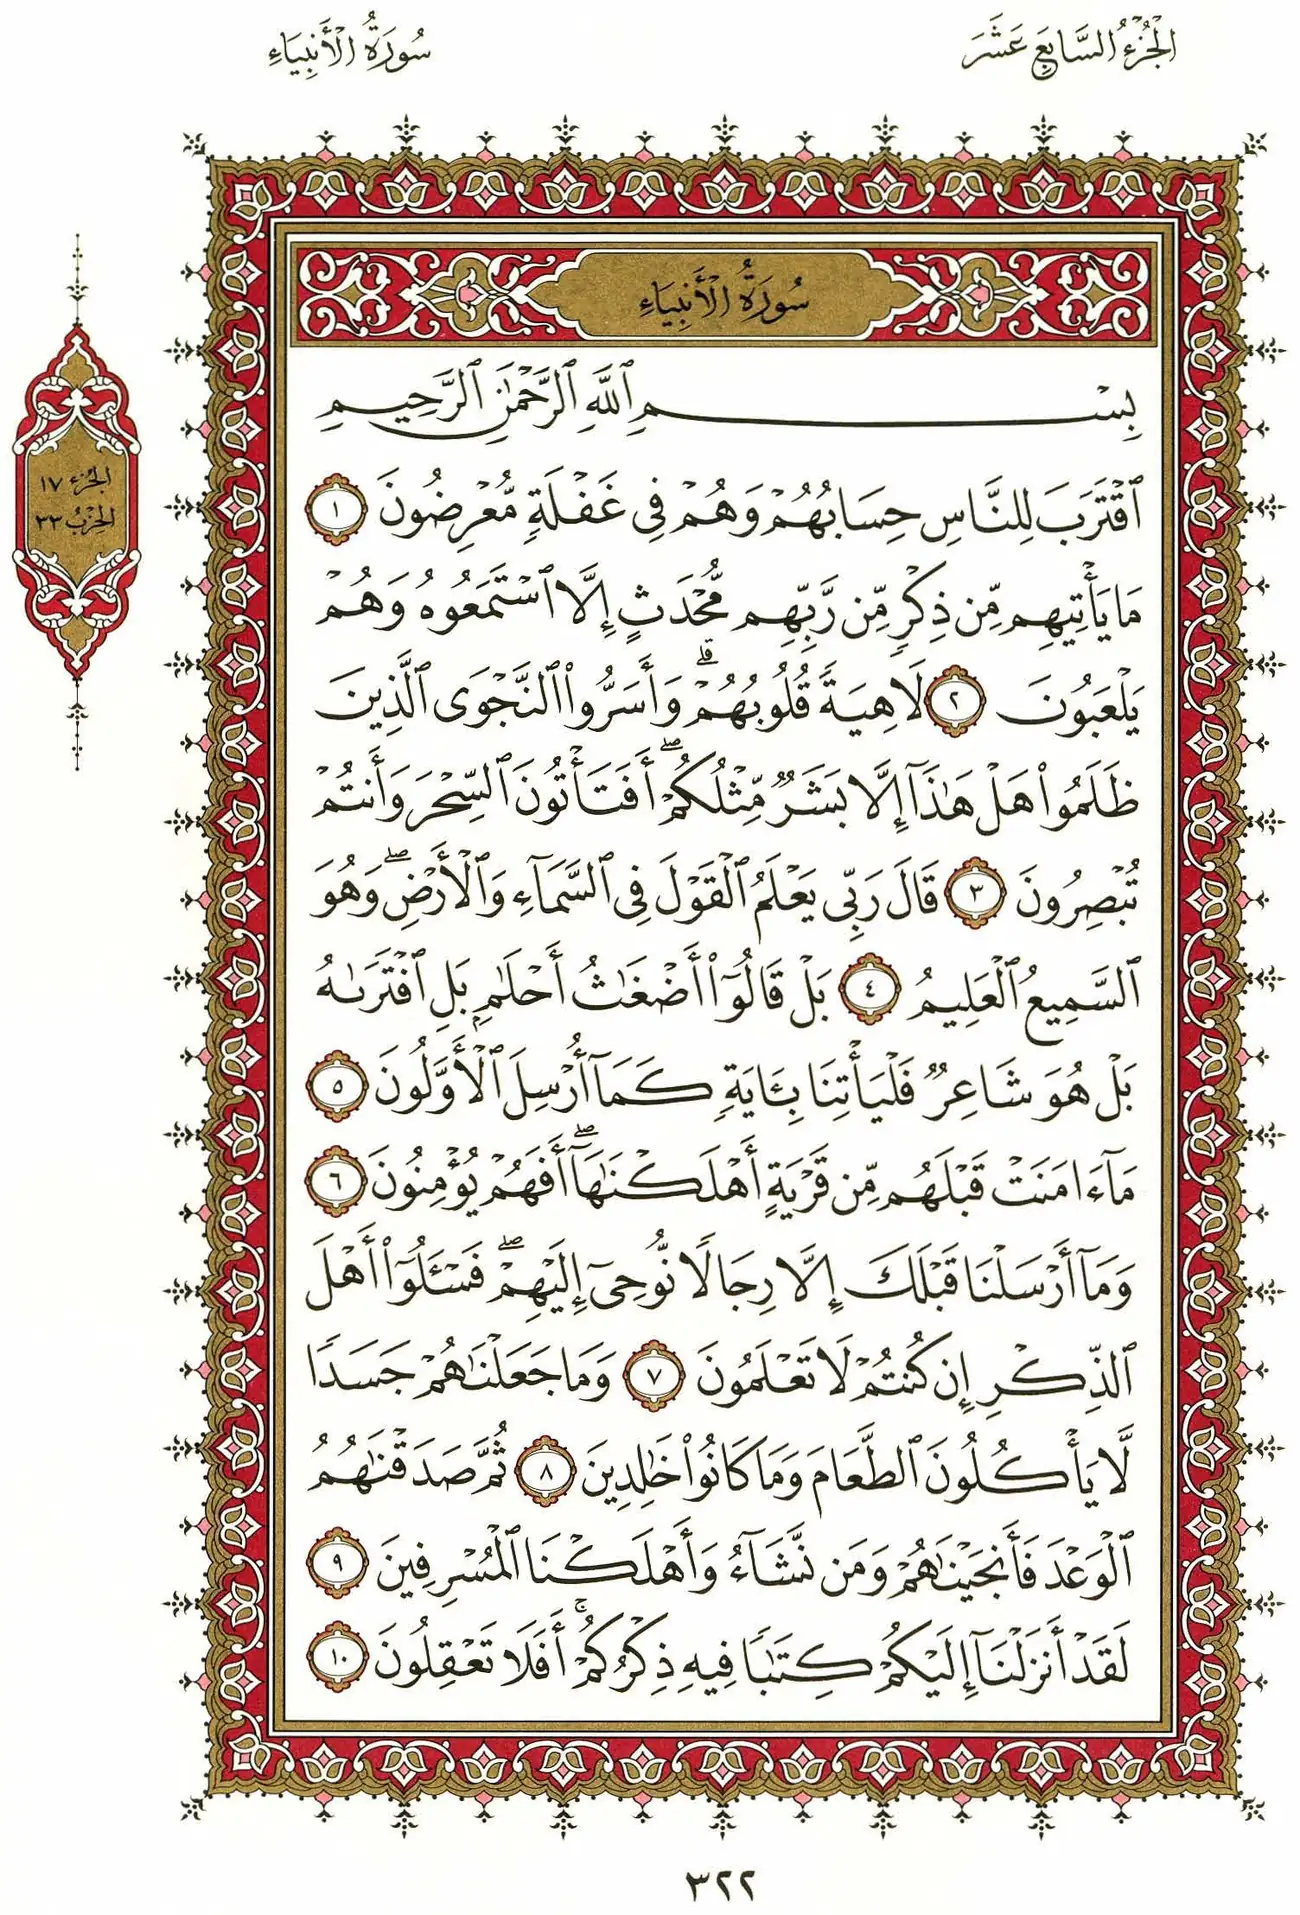 الجُزْءُ السَّابِعَ عَشَرَ
سُورَةُ الأَنبِيَاءِ
سُورَةُ الأَنبِيَاءِ
الجُزْءُ ١٧
الحِزْبُ ٣٣
بِسْمِ ٱللَّهِ ٱلرَّحْمَٰنِ ٱلرَّحِيمِ
ٱقْتَرَبَ لِلنَّاسِ حِسَابُهُمْ وَهُمْ فِى غَفْلَةٍ مُّعْرِضُونَ ١
مَا يَأْتِيهِم مِّن ذِكْرٍ مِّن رَّبِّهِم مُّحْدَثٍ إِلَّا ٱسْتَمَعُوهُ وَهُمْ
يَلْعَبُونَ ٢ لَاهِيَةً قُلُوبُهُمْ ۗ وَأَسَرُّوا۟ ٱلنَّجْوَى ٱلَّذِينَ
ظَلَمُوا۟ هَلْ هَٰذَآ إِلَّا بَشَرٌ مِّثْلُكُمْ ۖ أَفَتَأْتُونَ ٱلسِّحْرَ وَأَنتُمْ
تُبْصِرُونَ ٣ قَالَ رَبِّى يَعْلَمُ ٱلْقَوْلَ فِى ٱلسَّمَآءِ وَٱلْأَرْضِ ۖ وَهُوَ
ٱلسَّمِيعُ ٱلْعَلِيمُ ٤ بَلْ قَالُوٓا۟ أَضْغَٰثُ أَحْلَٰمٍۭ بَلِ ٱفْتَرَىٰهُ
بَلْ هُوَ شَاعِرٌ فَلْيَأْتِنَا بِـَٔايَةٍ كَمَآ أُرْسِلَ ٱلْأَوَّلُونَ ٥
مَآ ءَامَنَتْ قَبْلَهُم مِّن قَرْيَةٍ أَهْلَكْنَٰهَآ ۖ أَفَهُمْ يُؤْمِنُونَ ٦
وَمَآ أَرْسَلْنَا قَبْلَكَ إِلَّا رِجَالًا نُّوحِىٓ إِلَيْهِمْ ۖ فَسْـَٔلُوٓا۟ أَهْلَ
ٱلذِّكْرِ إِن كُنتُمْ لَا تَعْلَمُونَ ٧ وَمَا جَعَلْنَٰهُمْ جَسَدًا
لَّا يَأْكُلُونَ ٱلطَّعَامَ وَمَا كَانُوا۟ خَٰلِدِينَ ٨ ثُمَّ صَدَقْنَٰهُمُ
ٱلْوَعْدَ فَأَنجَيْنَٰهُمْ وَمَن نَّشَآءُ وَأَهْلَكْنَا ٱلْمُسْرِفِينَ ٩
لَقَدْ أَنزَلْنَآ إِلَيْكُمْ كِتَٰبًا فِيهِ ذِكْرُكُمْ ۚ أَفَلَا تَعْقِلُونَ ١٠
٣٢٢